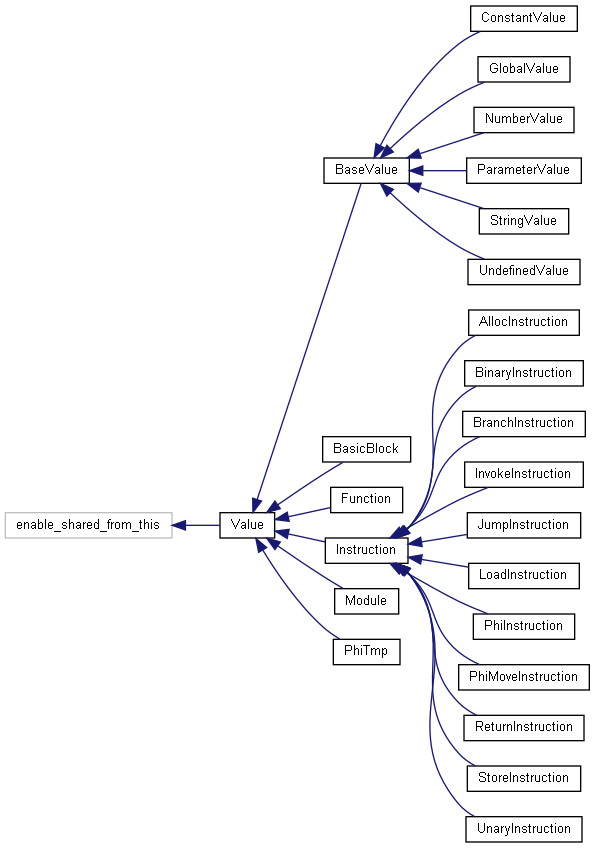 ConstantValue
GlobalValue
NumberValue
BaseValue
ParameterValue
StringValue
UndefinedValue
AllocInstruction
BinaryInstruction
BranchInstruction
BasicBlock
InvokeInstruction
Function
enable_shared_from_this
Value
JumpInstruction
Instruction
LoadInstruction
Module
PhiInstruction
PhiTmp
PhiMoveInstruction
ReturnInstruction
StoreInstruction
UnaryInstruction